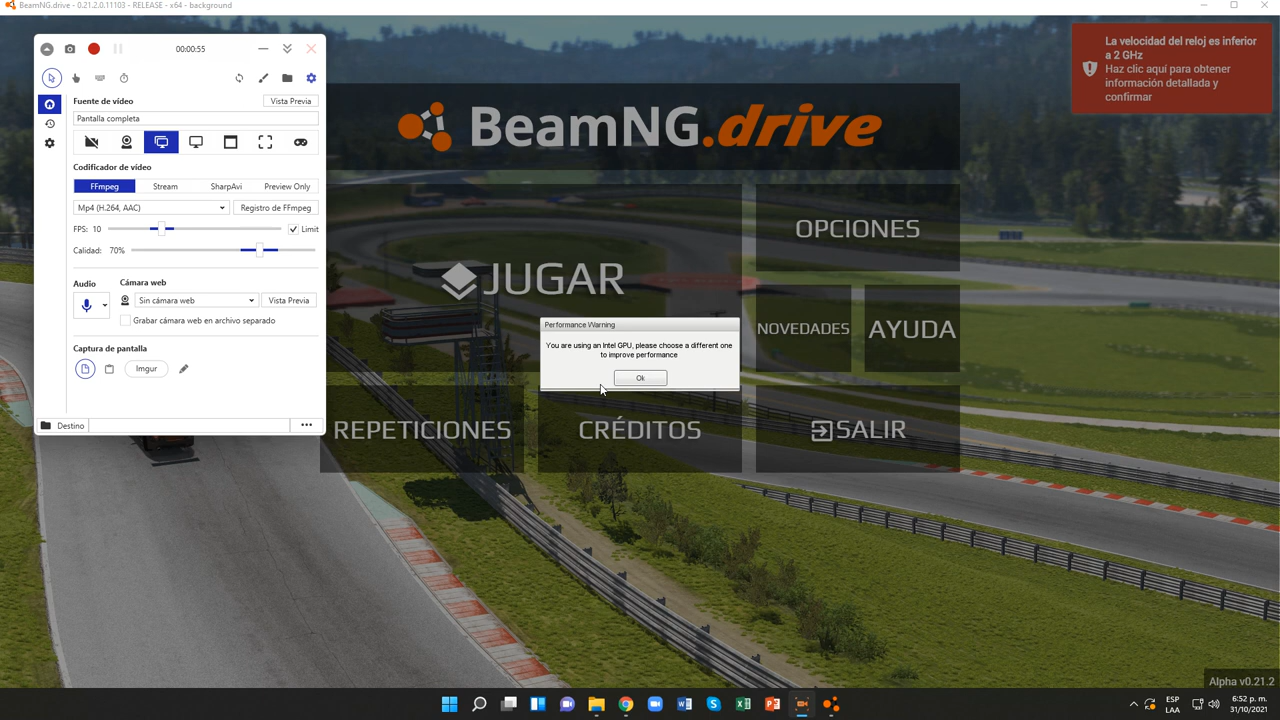 BeamNG.drive - 0.21.2.0.11103 - RELEASE - x64 - background
00:00:55
Fuente de vídeo
Vista Previa
Pantalla completa
Codificador de vídeo
FFmpeg
Stream
SharpAvi
Preview Only
Mp4 (H.264, AAC)
Registro de FFmpeg
FPS: 10
Limit
Calidad: 70%
Audio
Cámara web
Sin cámara web
Vista Previa
Grabar cámara web en archivo separado
Captura de pantalla
Imgur
Destino
La velocidad del reloj es inferior
a 2 GHz
Haz clic aquí para obtener
información detallada y
confirmar
BeamNG.drive
JUGAR
OPCIONES
NOVEDADES
AYUDA
Performance Warning
You are using an Intel GPU, please choose a different one
to improve performance
Ok
REPETICIONES
CRÉDITOS
SALIR
Alpha v0.21.2
ESP
LAA
6:52 p. m.
31/10/2021